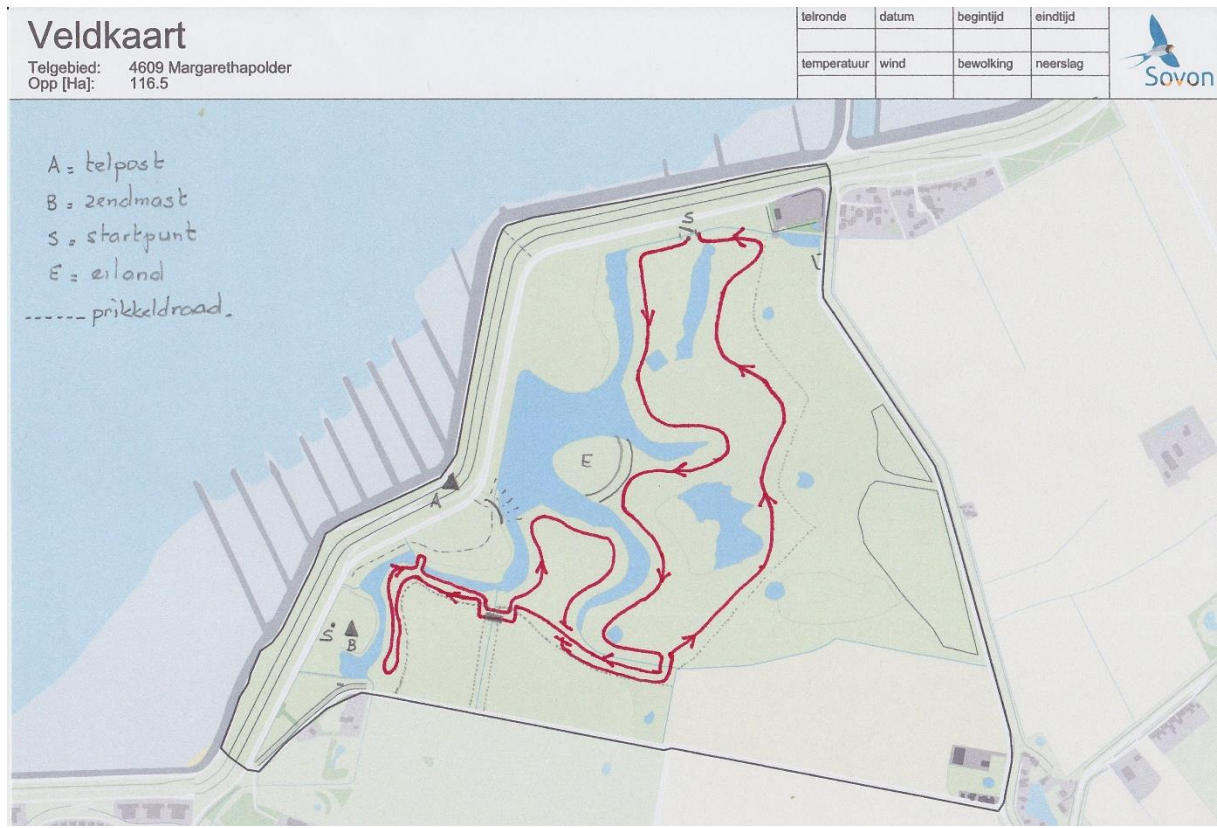 Veldkaart
Telgebied: 4609 Margarethapolder
Opp [Ha]: 116.5
telronde datum begintijd eindtijd
temperatuur wind bewolking neerslag
Sovon
A = telpost
B = zendmast
S = startpunt
E = eiland
------ prikkeldraad.
S
E
A
S
B